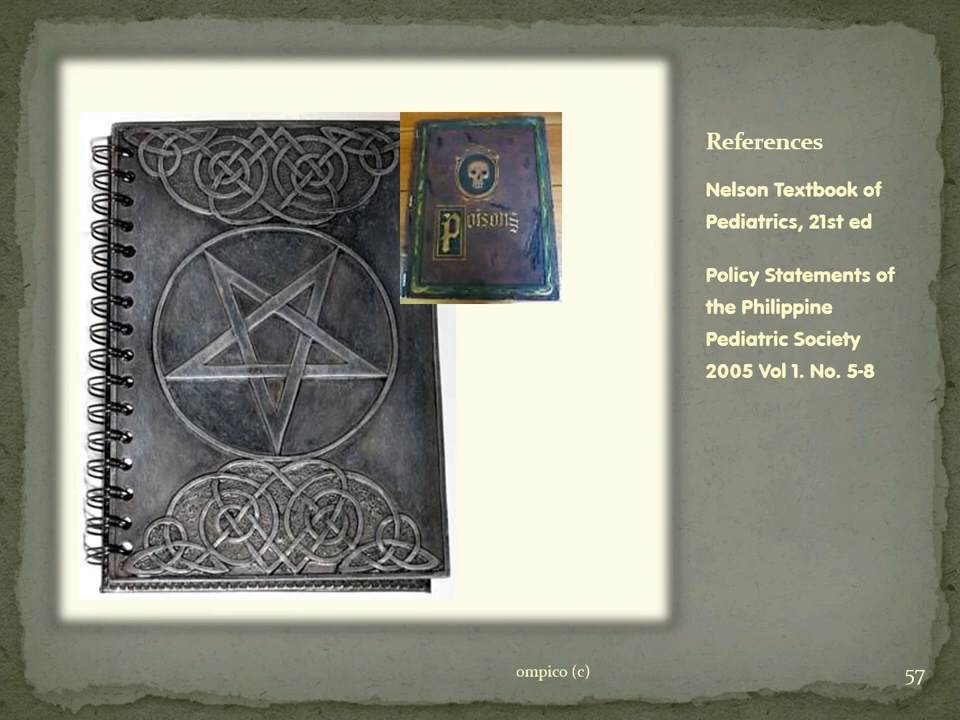 Poisons
References
Nelson Textbook of
Pediatrics, 21st ed
Policy Statements of
the Philippine
Pediatric Society
2005 Vol 1. No. 5-8
ompico (c)
57